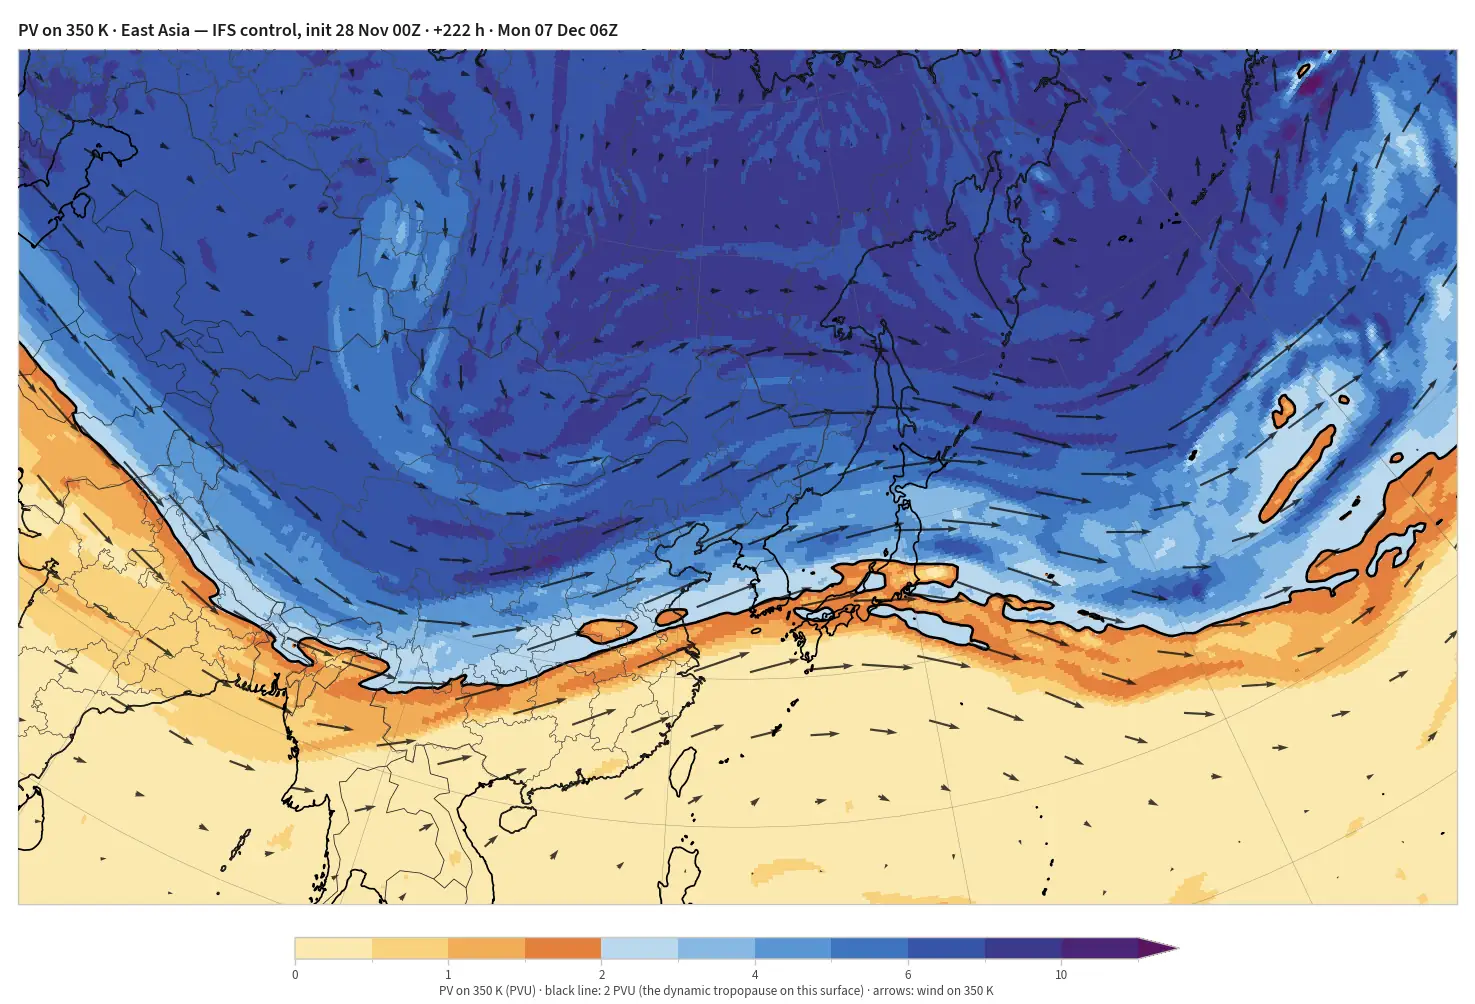 PV on 350 K · East Asia — IFS control, init 28 Nov 00Z · +222 h · Mon 07 Dec 06Z
0 1 2 4 6 10
PV on 350 K (PVU) · black line: 2 PVU (the dynamic tropopause on this surface) · arrows: wind on 350 K